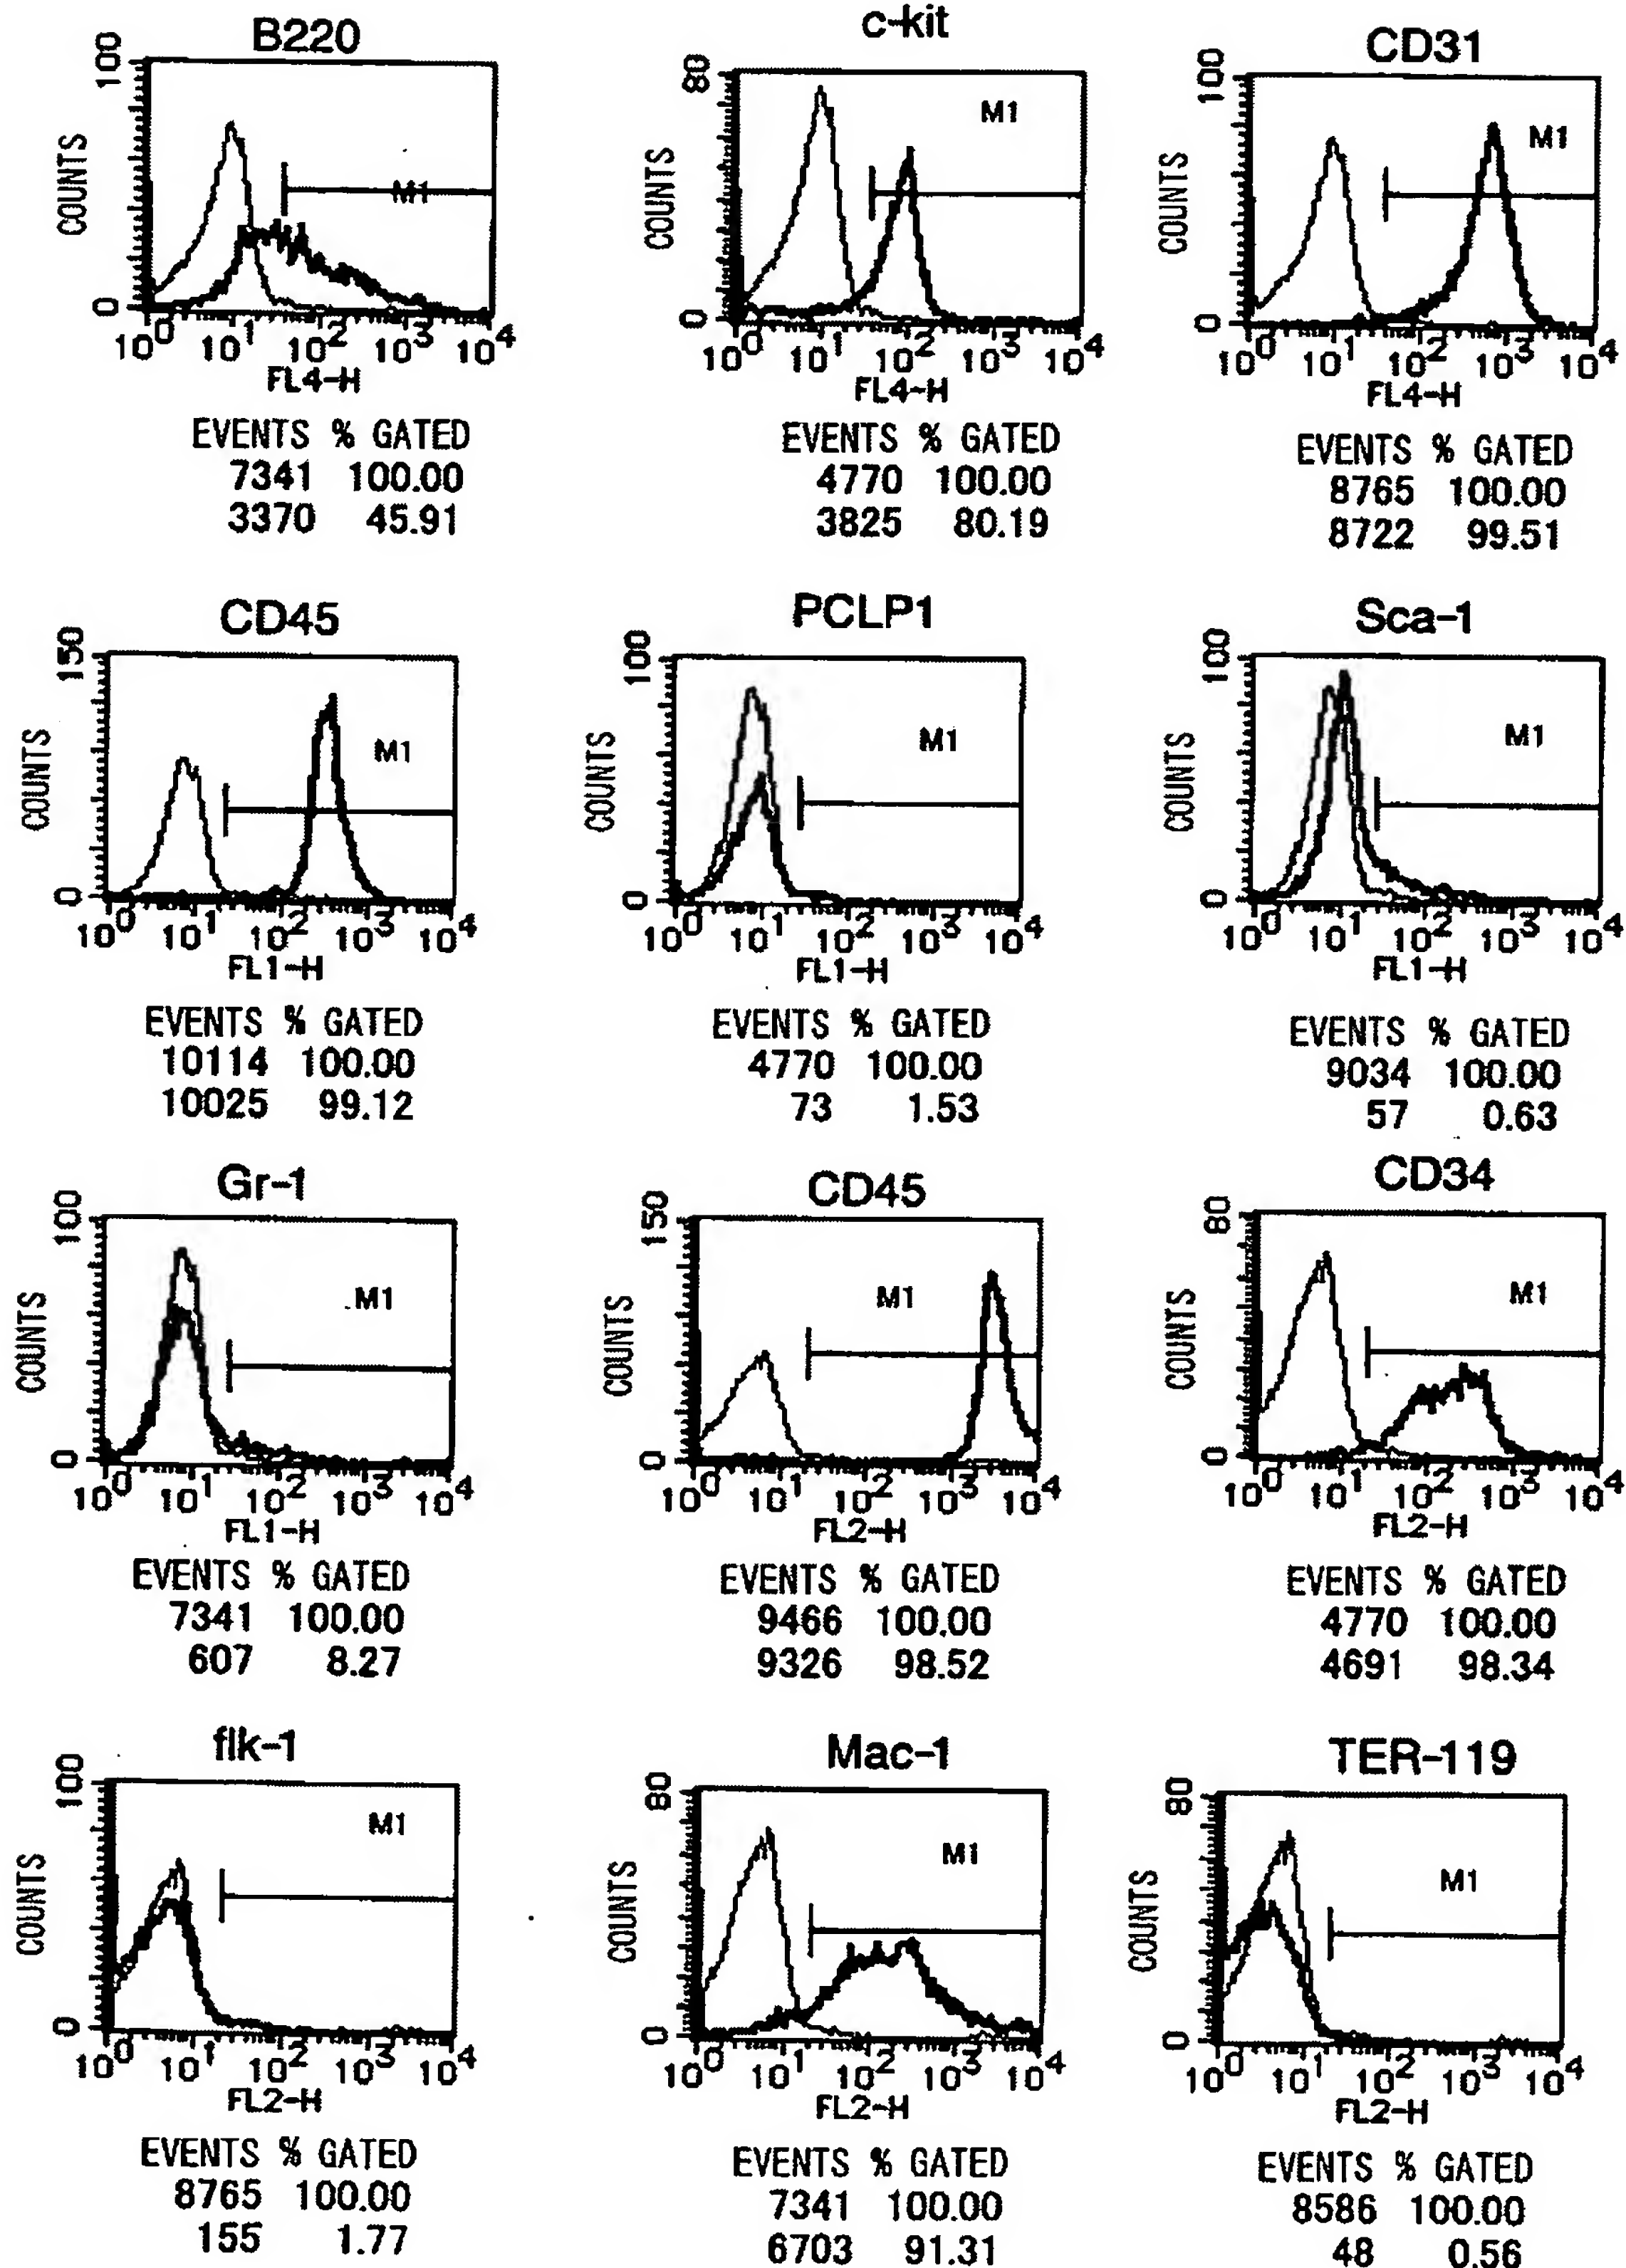 B220
100
COUNTS
M1
0
10^0 10^1 10^2 10^3 10^4
FL4-H
EVENTS % GATED
7341 100.00
3370 45.91
c-kit
80
COUNTS
M1
0
10^0 10^1 10^2 10^3 10^4
FL4-H
EVENTS % GATED
4770 100.00
3825 80.19
CD31
100
COUNTS
M1
0
10^0 10^1 10^2 10^3 10^4
FL4-H
EVENTS % GATED
8765 100.00
8722 99.51
CD45
150
COUNTS
M1
0
10^0 10^1 10^2 10^3 10^4
FL1-H
EVENTS % GATED
10114 100.00
10025 99.12
PCLP1
100
COUNTS
M1
0
10^0 10^1 10^2 10^3 10^4
FL1-H
EVENTS % GATED
4770 100.00
73 1.53
Sca-1
100
COUNTS
M1
0
10^0 10^1 10^2 10^3 10^4
FL1-H
EVENTS % GATED
9034 100.00
57 0.63
Gr-1
100
COUNTS
M1
0
10^0 10^1 10^2 10^3 10^4
FL1-H
EVENTS % GATED
7341 100.00
607 8.27
CD45
150
COUNTS
M1
0
10^0 10^1 10^2 10^3 10^4
FL2-H
EVENTS % GATED
9466 100.00
9326 98.52
CD34
80
COUNTS
M1
0
10^0 10^1 10^2 10^3 10^4
FL2-H
EVENTS % GATED
4770 100.00
4691 98.34
flk-1
100
COUNTS
M1
0
10^0 10^1 10^2 10^3 10^4
FL2-H
EVENTS % GATED
8765 100.00
155 1.77
Mac-1
80
COUNTS
M1
0
10^0 10^1 10^2 10^3 10^4
FL2-H
EVENTS % GATED
7341 100.00
6703 91.31
TER-119
80
COUNTS
M1
0
10^0 10^1 10^2 10^3 10^4
FL2-H
EVENTS % GATED
8586 100.00
48 0.56